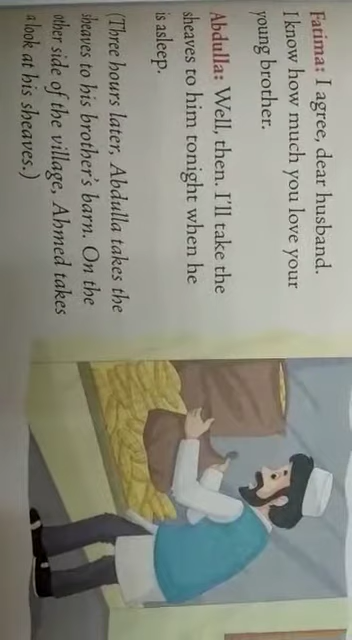 Fatima: I agree, dear husband.
I know how much you love your
young brother.
Abdulla: Well, then. I'll take the
sheaves to him tonight when he
is asleep.
(Three hours later, Abdulla takes the
sheaves to his brother's barn. On the
other side of the village, Ahmed takes
a look at his sheaves.)